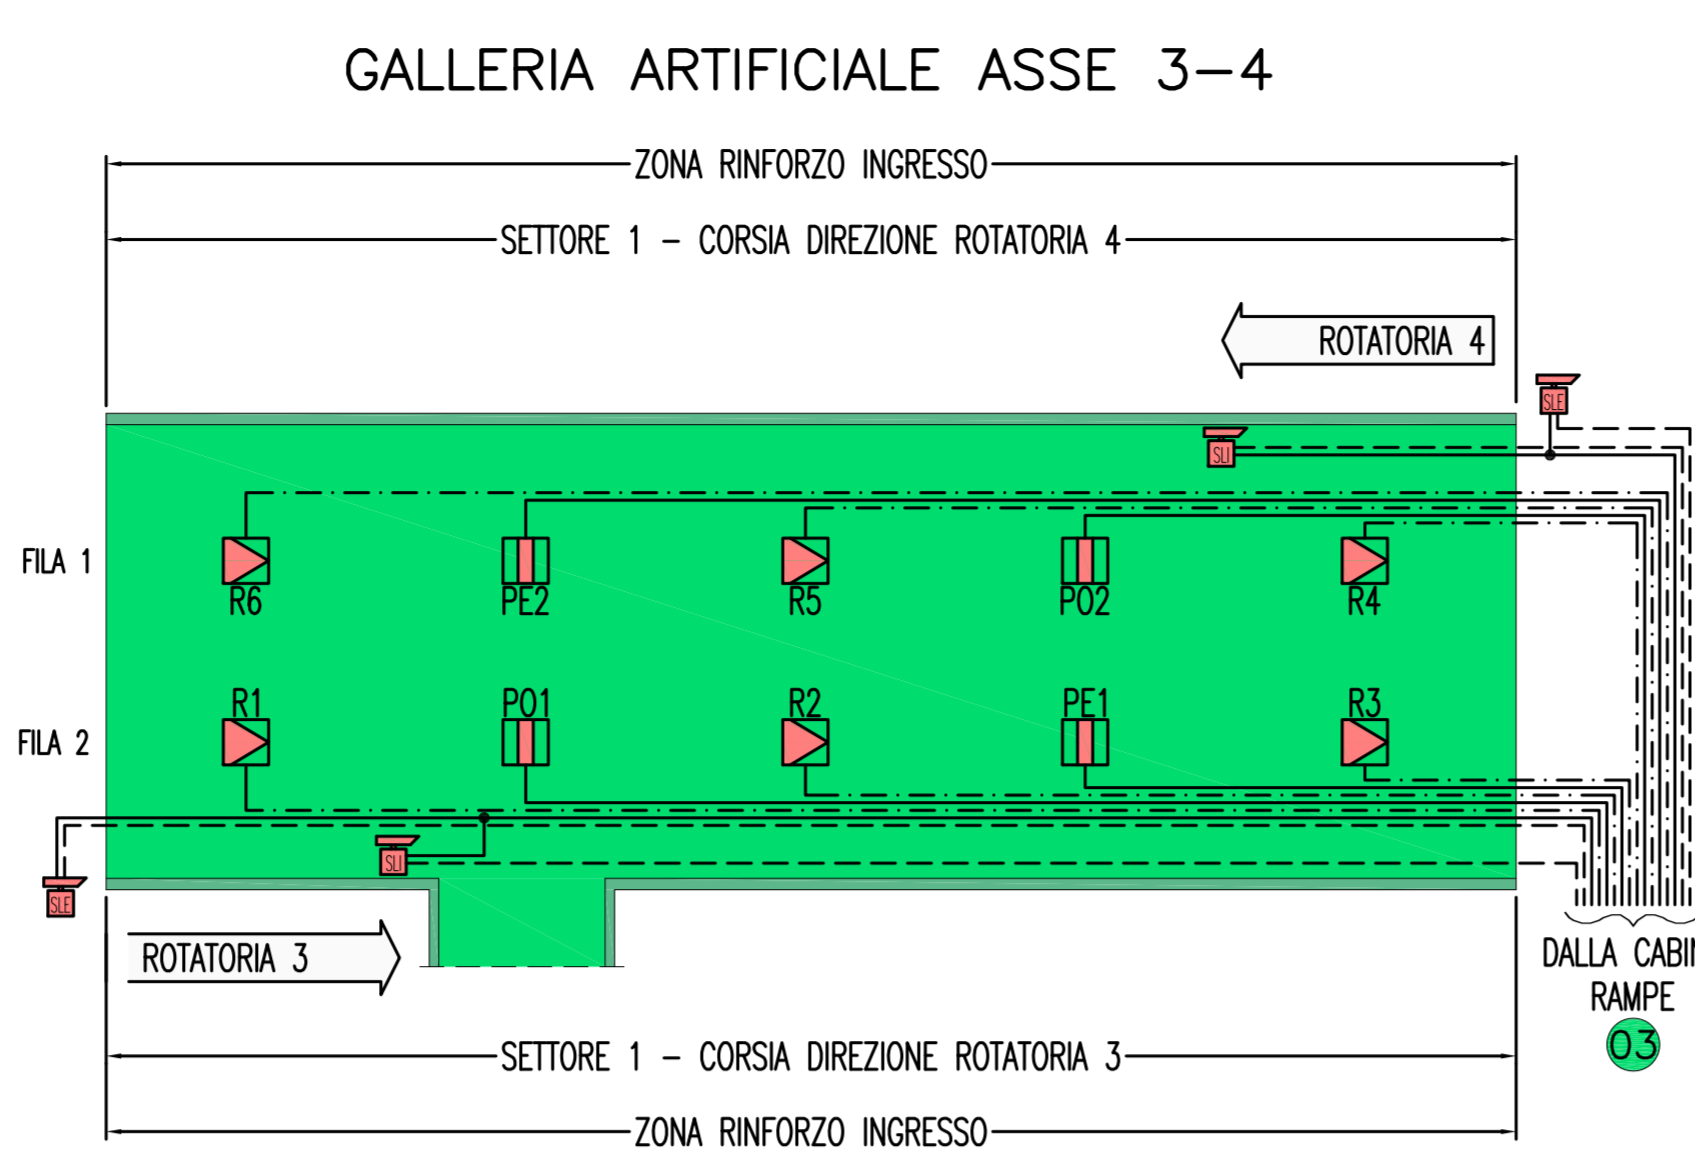 GALLERIA ARTIFICIALE ASSE 3-4
ZONA RINFORZO INGRESSO
SETTORE 1 - CORSIA DIREZIONE ROTATORIA 4
ROTATORIA 4
SLE
SLI
FILA 1
R6 PE2 R5 PO2 R4
R1 PO1 R2 PE1 R3
FILA 2
SLI
SLE
ROTATORIA 3
DALLA
RAMPE
03
SETTORE 1 - CORSIA DIREZIONE ROTATORIA 3
ZONA RINFORZO INGRESSO